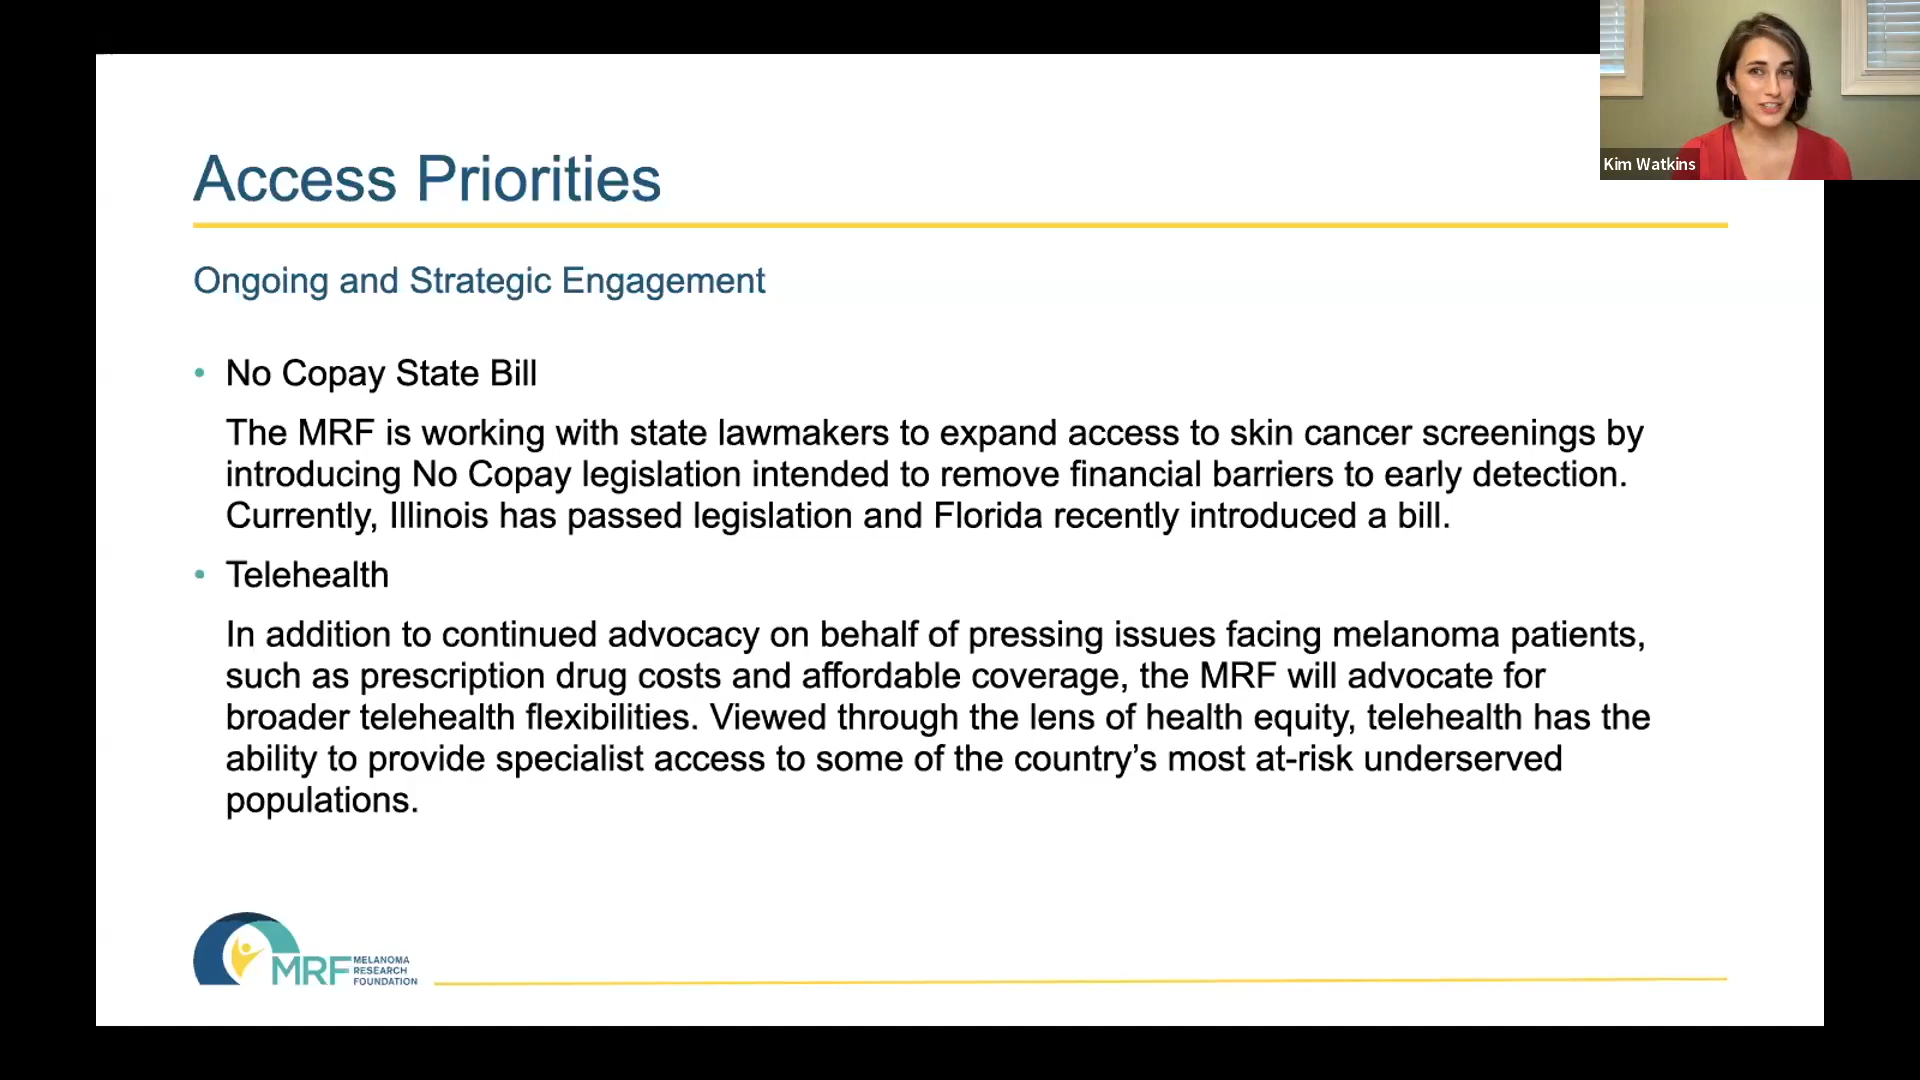 Kim Watkins
Access Priorities
Ongoing and Strategic Engagement
• No Copay State Bill
The MRF is working with state lawmakers to expand access to skin cancer screenings by
introducing No Copay legislation intended to remove financial barriers to early detection.
Currently, Illinois has passed legislation and Florida recently introduced a bill.
• Telehealth
In addition to continued advocacy on behalf of pressing issues facing melanoma patients,
such as prescription drug costs and affordable coverage, the MRF will advocate for
broader telehealth flexibilities. Viewed through the lens of health equity, telehealth has the
ability to provide specialist access to some of the country’s most at-risk underserved
populations.
MRF
MELANOMA
RESEARCH
FOUNDATION